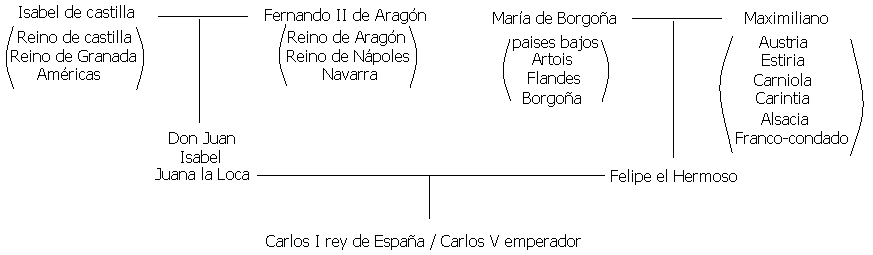 Isabel de castilla
Reino de castilla
Reino de Granada
Américas
Fernando II de Aragón
Reino de Aragón
Reino de Nápoles
Navarra
María de Borgoña
paises bajos
Artois
Flandes
Borgoña
Maximiliano
Austria
Estiria
Carniola
Carintia
Alsacia
Franco-condado
Don Juan
Isabel
Juana la Loca
Felipe el Hermoso
Carlos I rey de España / Carlos V emperador